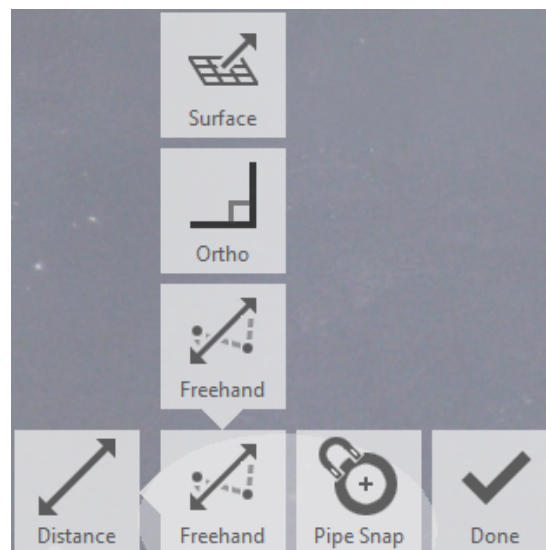 Surface
Ortho
Freehand
Distance
Freehand
Pipe Snap
Done